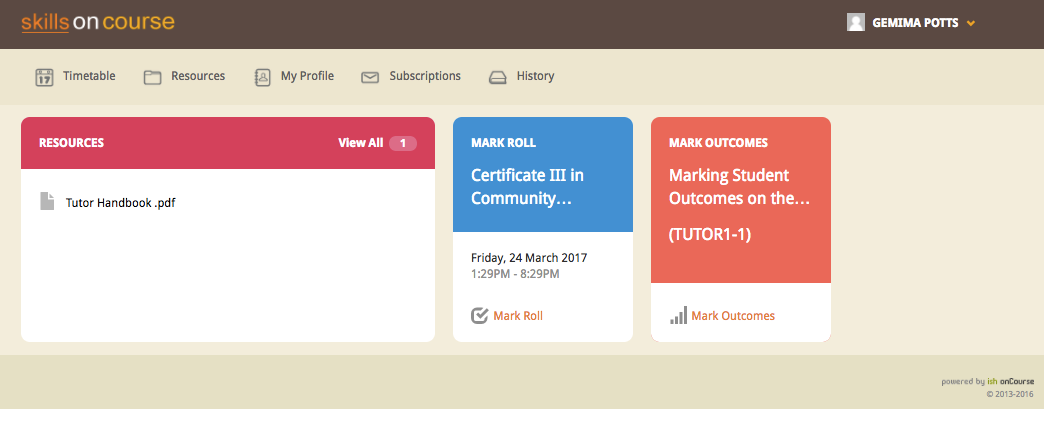 skills on course
GEMIMA POTTS
17
Timetable
Resources
My Profile
Subscriptions
History
RESOURCES
View All 1
Tutor Handbook .pdf
MARK ROLL
Certificate III in
Community...
Friday, 24 March 2017
1:29PM - 8:29PM
Mark Roll
MARK OUTCOMES
Marking Student
Outcomes on the...
(TUTOR1-1)
Mark Outcomes
powered by ish onCourse
© 2013-2016